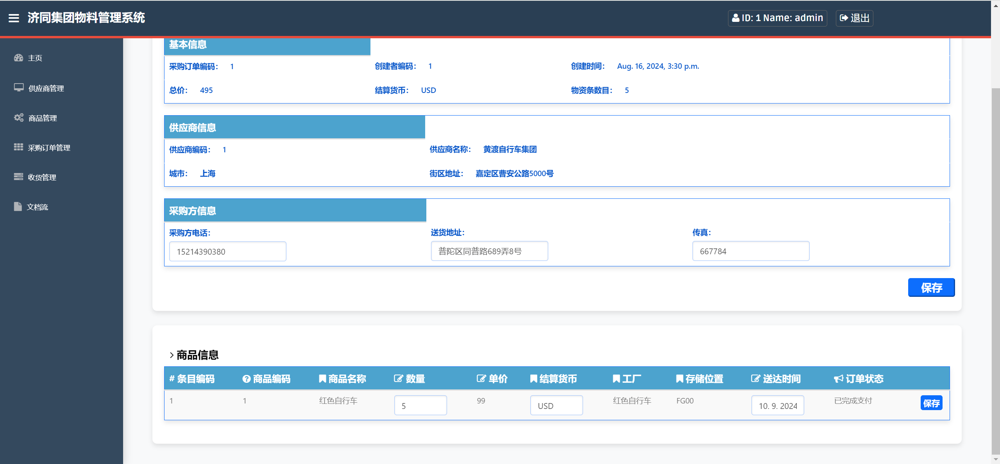 济同集团物料管理系统
ID: 1 Name: admin
退出
主页
供应商管理
商品管理
采购订单管理
收货管理
文档流
基本信息
采购订单编码： 1 创建者编码： 1 创建时间： Aug. 16, 2024, 3:30 p.m.
总价： 495 结算货币： USD 物资条数目： 5
供应商信息
供应商编码： 1 供应商名称： 黄渡自行车集团
城市： 上海 街区地址： 嘉定区曹安公路5000号
采购方信息
采购方电话： 送货地址： 传真：
15214390380 普陀区同普路689弄8号 667784
保存
商品信息
# 条目编码 商品编码 商品名称 数量 单价 结算货币 工厂 存储位置 送达时间 订单状态
1 1 红色自行车 5 99 USD 红色自行车 FG00 10. 9. 2024 已完成支付 保存